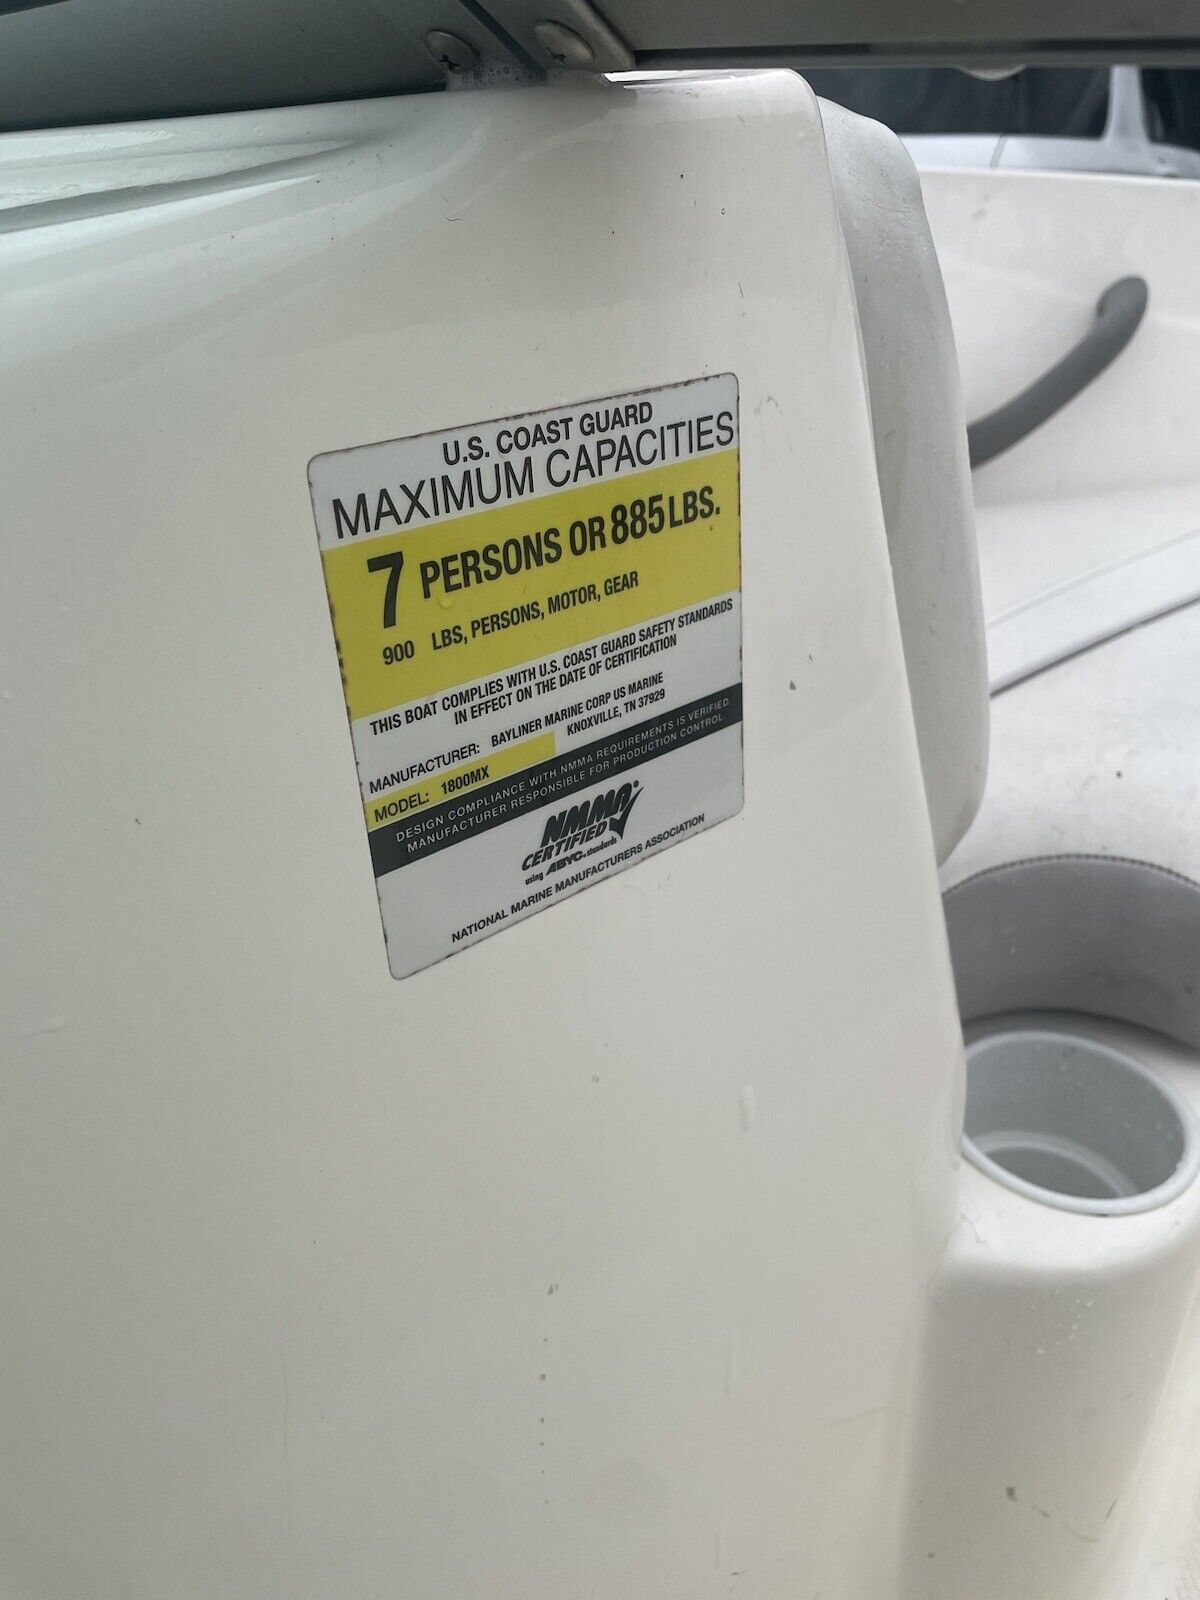 U.S. COAST GUARD
MAXIMUM CAPACITIES
7 PERSONS OR 885 LBS.
900 LBS, PERSONS, MOTOR, GEAR
THIS BOAT COMPLIES WITH U.S. COAST GUARD SAFETY STANDARDS
IN EFFECT ON THE DATE OF CERTIFICATION
MANUFACTURER: BAYLINER MARINE CORP US MARINE
KNOXVILLE, TN 37929
MODEL: 1800MX
DESIGN COMPLIANCE WITH NMMA REQUIREMENTS IS VERIFIED.
MANUFACTURER RESPONSIBLE FOR PRODUCTION CONTROL.
NMMA®
CERTIFIED
using ABYC. standards
NATIONAL MARINE MANUFACTURERS ASSOCIATION